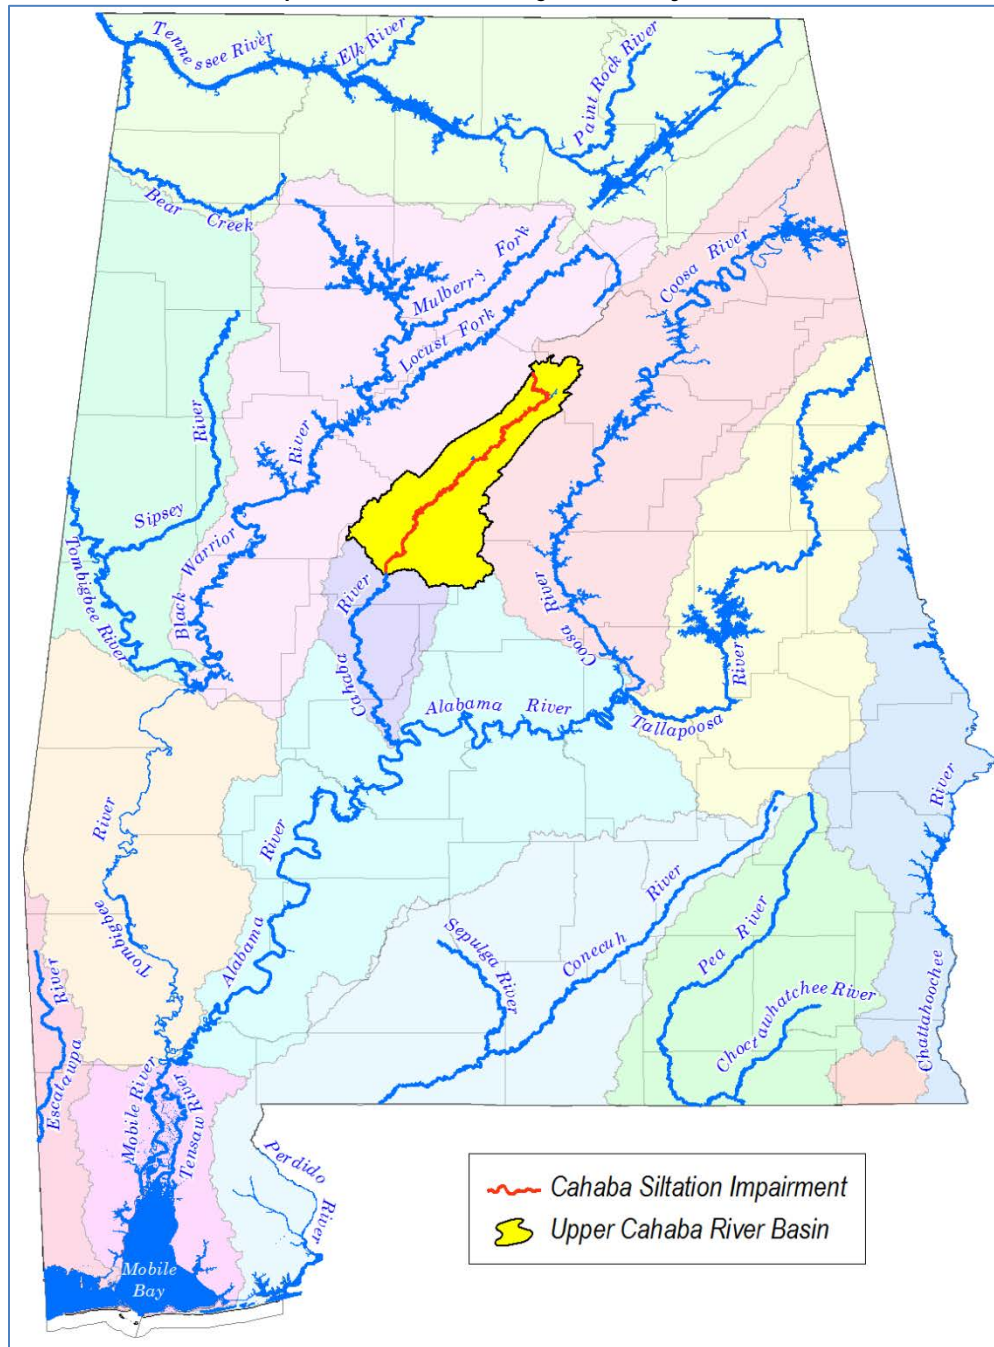 Tennessee River
Elk River
Paint Rock River
Bear Creek
Mulberry Fork
Coosa River
Locust Fork
River
River
Sipsey
Black Warrior
Tombigbee River
River
Cahaba
Coosa River
River
Alabama River
Tallapoosa
River
River
River
Alabama
Tombigbee
River
Conecuh
Sepulga River
Pea River
Choctawhatchee River
Chattahoochee
River
Escatawpa
Mobile River
Tensaw River
Perdido River
Mobile
Bay
Cahaba Siltation Impairment
Upper Cahaba River Basin